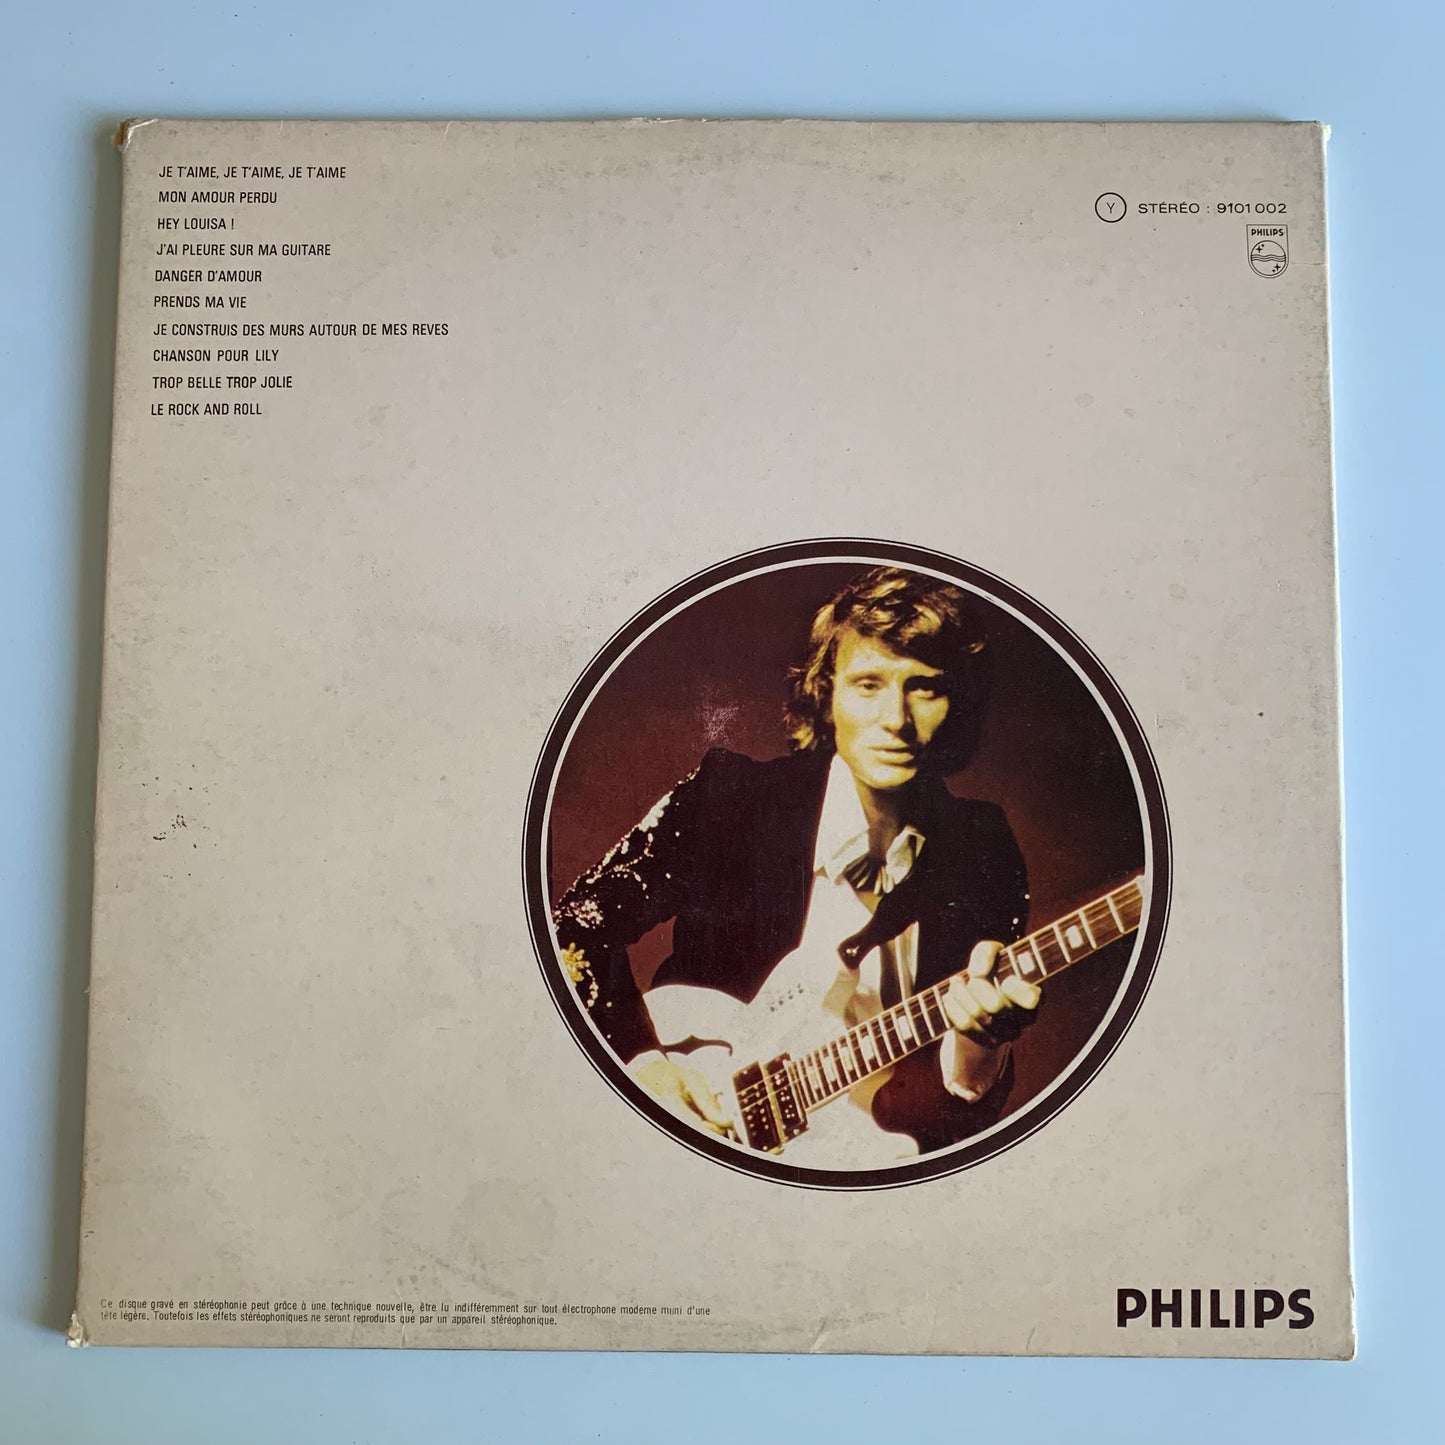 JE T'AIME, JE T'AIME, JE T'AIME
MON AMOUR PERDU
HEY LOUISA !
J'AI PLEURE SUR MA GUITARE
DANGER D'AMOUR
PRENDS MA VIE
JE CONSTRUIS DES MURS AUTOUR DE MES REVES
CHANSON POUR LILY
TROP BELLE TROP JOLIE
LE ROCK AND ROLL
Y STÉRÉO : 9101 002
PHILIPS
Ce disque gravé en stéréophonie peut grâce à une technique nouvelle, être lu indifféremment sur tout électrophone moderne muni d'une
tête légère. Toutefois les effets stéréophoniques ne seront reproduits que par un appareil stéréophonique.
PHILIPS